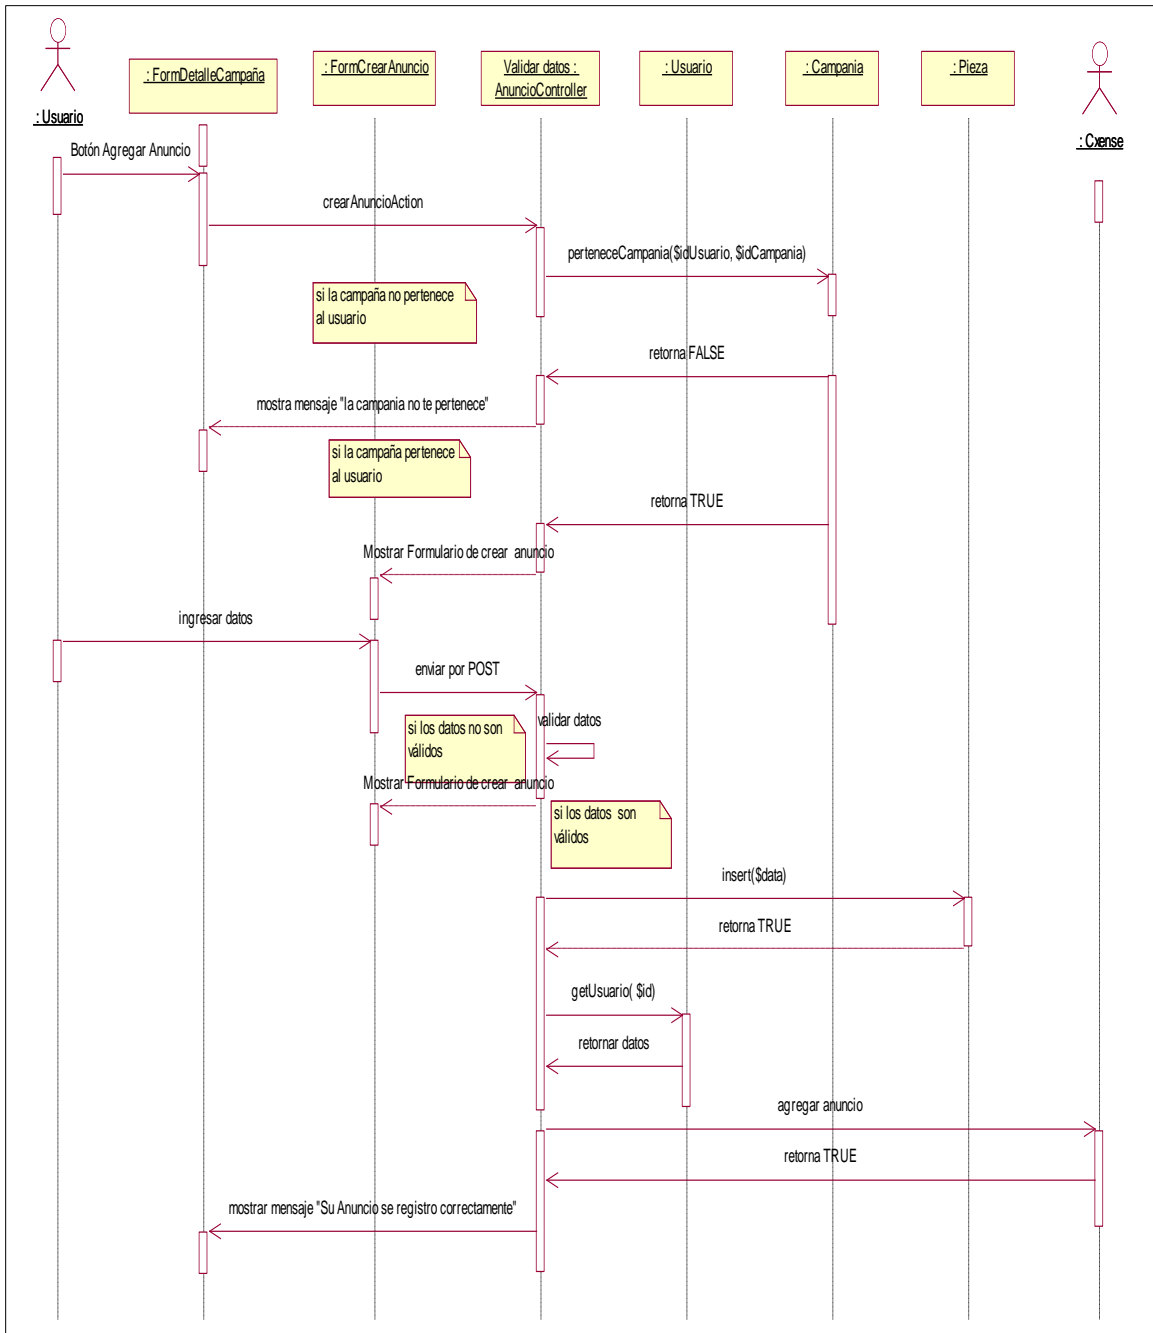 : Usuario
: FormDetalleCampaña
: FormCrearAnuncio
Validar datos :
AnuncioController
: Usuario
: Campania
: Pieza
: Cxense
Botón Agregar Anuncio
crearAnuncioAction
perteneceCampania($idUsuario, $idCampania)
si la campaña no pertenece
al usuario
retorna FALSE
mostra mensaje "la campania no te pertenece"
si la campaña pertenece
al usuario
retorna TRUE
Mostrar Formulario de crear anuncio
ingresar datos
enviar por POST
si los datos no son
válidos
validar datos
Mostrar Formulario de crear anuncio
si los datos son
válidos
insert($data)
retorna TRUE
getUsuario( $id)
retornar datos
agregar anuncio
retorna TRUE
mostrar mensaje "Su Anuncio se registro correctamente"